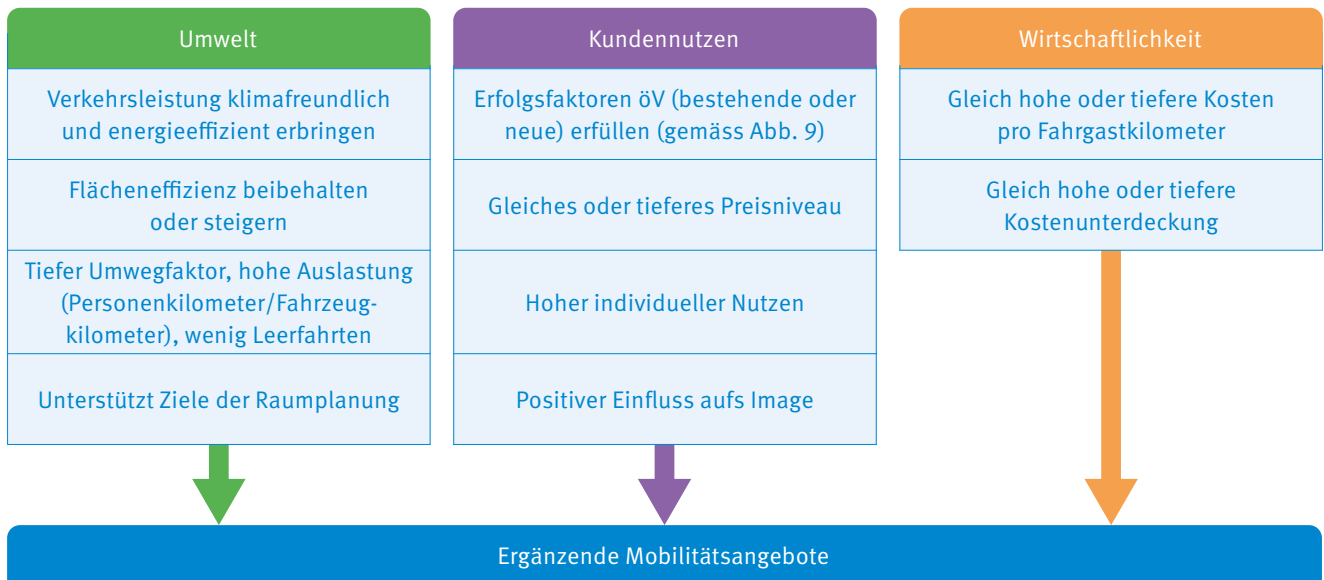 Umwelt
Verkehrsleistung klimafreundlich
und energieeffizient erbringen
Flächeneffizienz beibehalten
oder steigern
Tiefer Umwegfaktor, hohe Auslastung
(Personenkilometer/Fahrzeug-
kilometer), wenig Leerfahrten
Unterstützt Ziele der Raumplanung
Kundennutzen
Erfolgsfaktoren öV (bestehende oder
neue) erfüllen (gemäss Abb. 9)
Gleiches oder tieferes Preisniveau
Hoher individueller Nutzen
Positiver Einfluss aufs Image
Wirtschaftlichkeit
Gleich hohe oder tiefere Kosten
pro Fahrgastkilometer
Gleich hohe oder tiefere
Kostenunterdeckung
Ergänzende Mobilitätsangebote